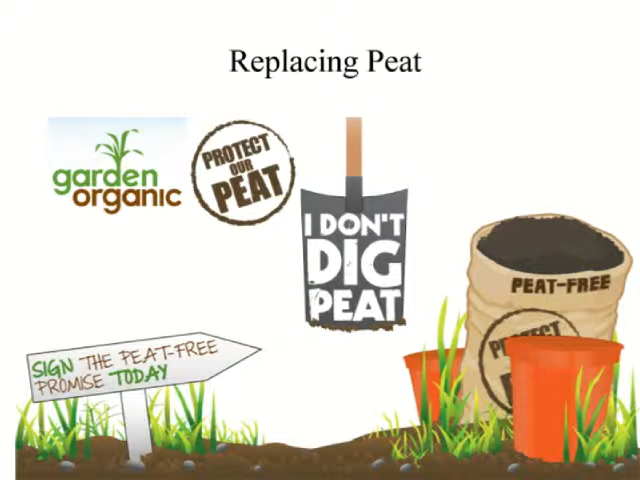 Replacing Peat
garden
organic
PROTECT
OUR
PEAT
I DON'T
DIG
PEAT
PEAT-FREE
PROTECT
SIGN THE PEAT-FREE
PROMISE TODAY